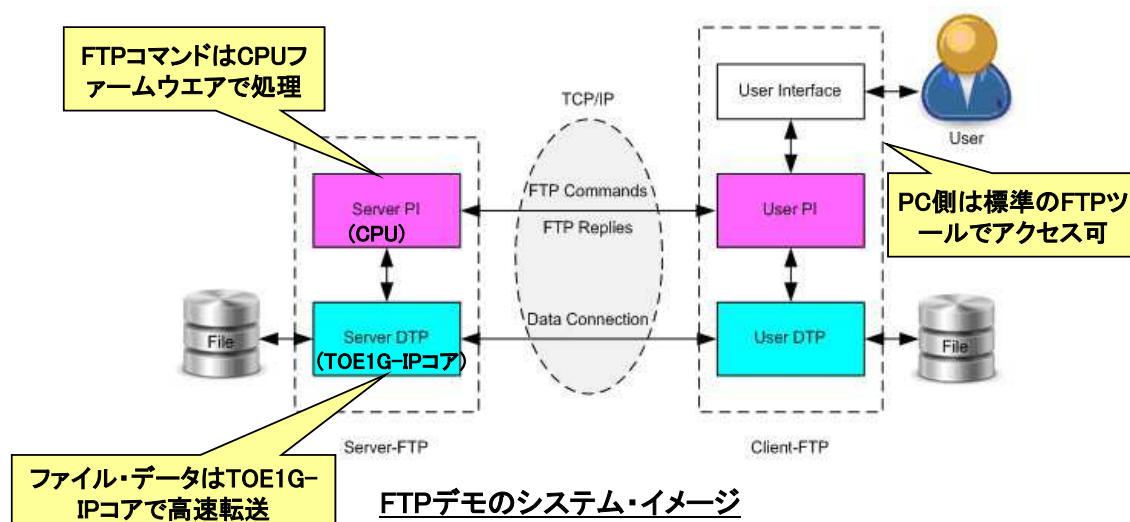 FTPコマンドはCPUフ
ァームウエアで処理
TCP/IP
User Interface
User
Server PI
(CPU)
FTP Commands
FTP Replies
User PI
PC側は標準のFTPツ
ールでアクセス可
File
Server DTP
(TOE1G-IPコア)
Data Connection
User DTP
File
Server-FTP
Client-FTP
ファイル・データはTOE1G-
IPコアで高速転送
FTPデモのシステム・イメージ